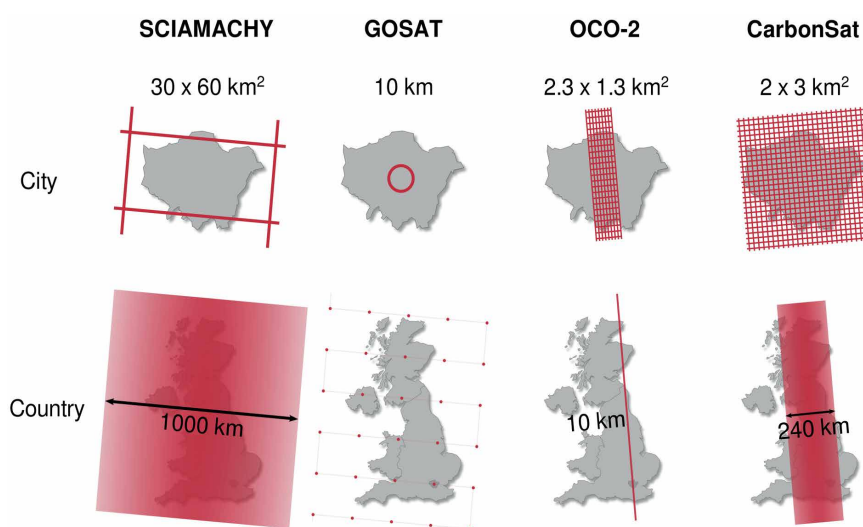 SCIAMACHY GOSAT OCO-2 CarbonSat
30 x 60 km² 10 km 2.3 x 1.3 km² 2 x 3 km²
City
Country
1000 km 10 km 240 km